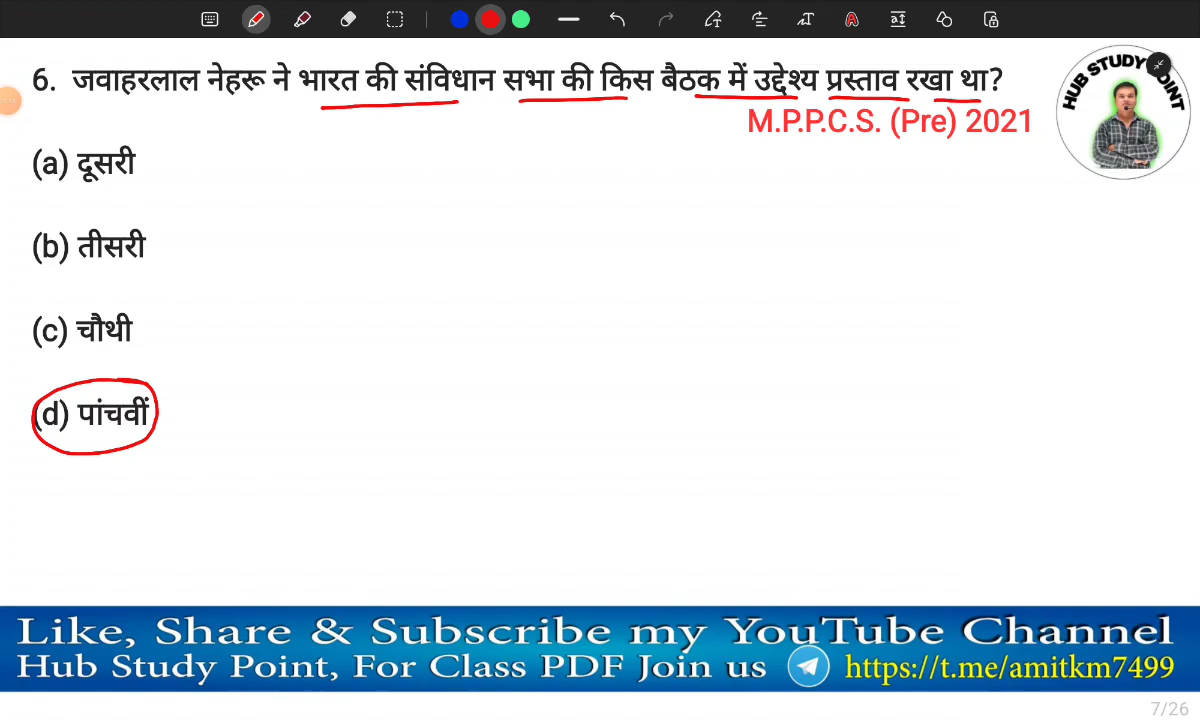 6. जवाहरलाल नेहरू ने भारत की संविधान सभा की किस बैठक में उद्देश्य प्रस्ताव रखा था?
M.P.P.C.S. (Pre) 2021
HUB STUDY POINT
(a) दूसरी
(b) तीसरी
(c) चौथी
(d) पांचवीं
Like, Share & Subscribe my YouTube Channel
Hub Study Point, For Class PDF Join us https://t.me/amitkm7499
7/26